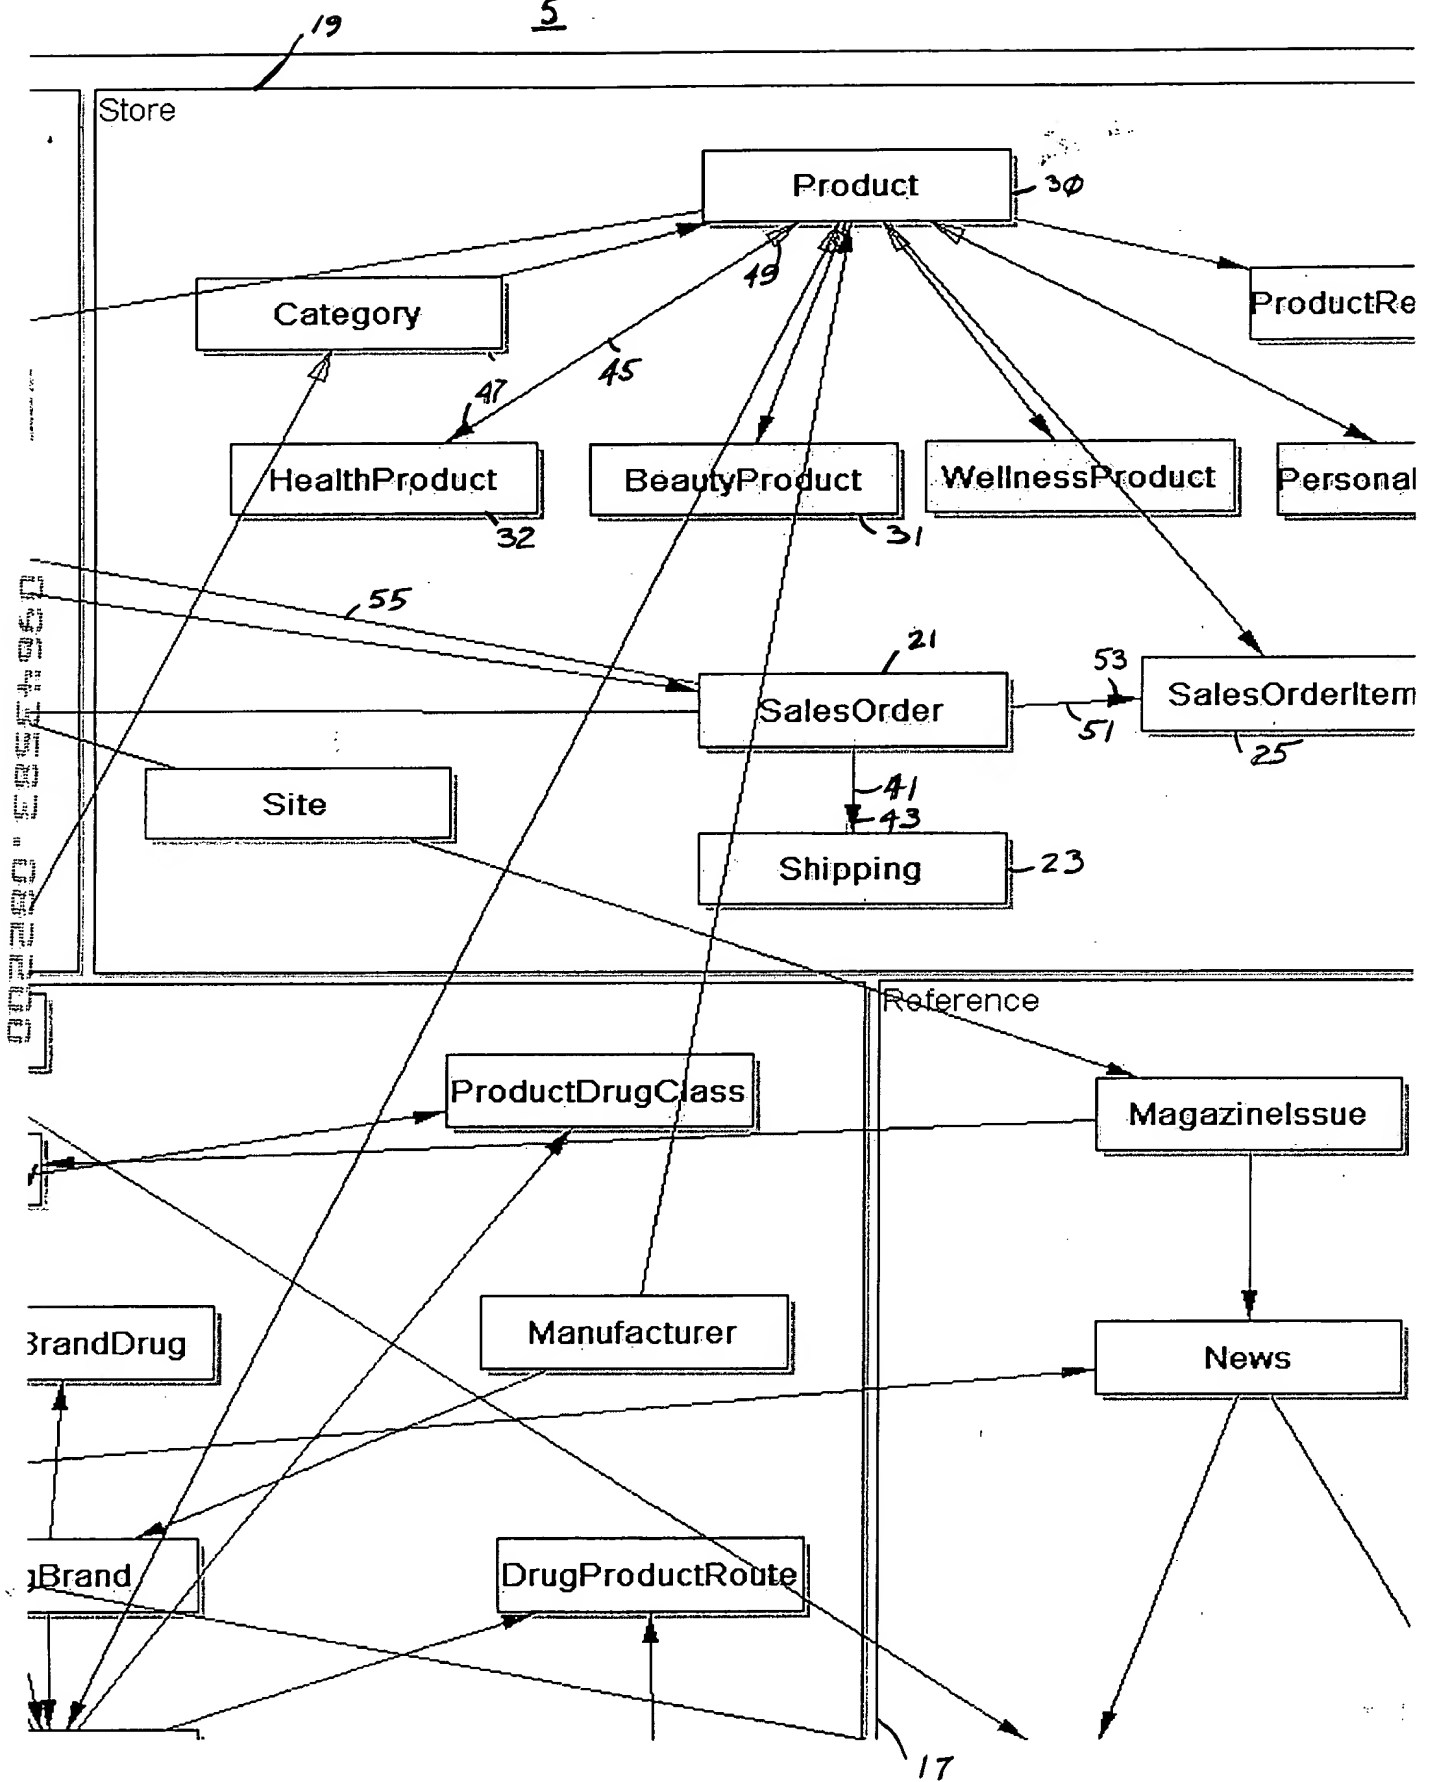 5
19
Store
Product
30
49
Category
ProductRe
45
47
HealthProduct
BeautyProduct
WellnessProduct
Personal
32
31
55
21
53
SalesOrder
SalesOrderItem
51
25
Site
41
43
Shipping
23
Reference
ProductDrugClass
MagazineIssue
BrandDrug
Manufacturer
News
gBrand
DrugProductRoute
17